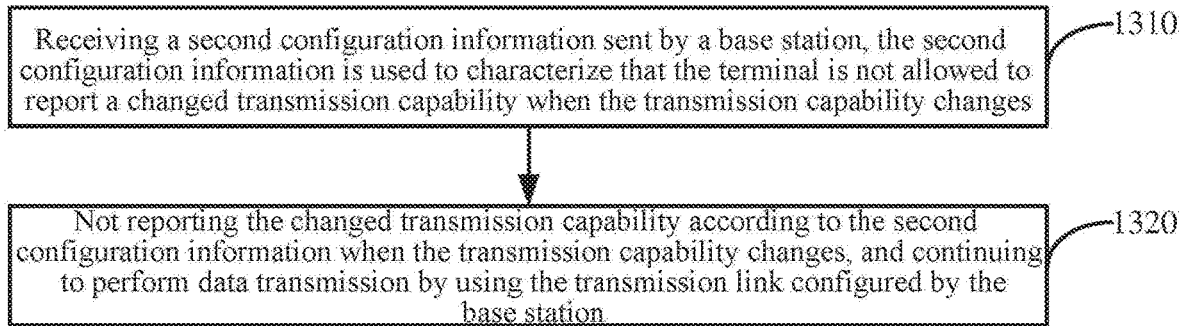 Receiving a second configuration information sent by a base station, the second
configuration information is used to characterize that the terminal is not allowed to
report a changed transmission capability when the transmission capability changes
1310
Not reporting the changed transmission capability according to the second
configuration information when the transmission capability changes, and continuing
to perform data transmission by using the transmission link configured by the
base station
1320